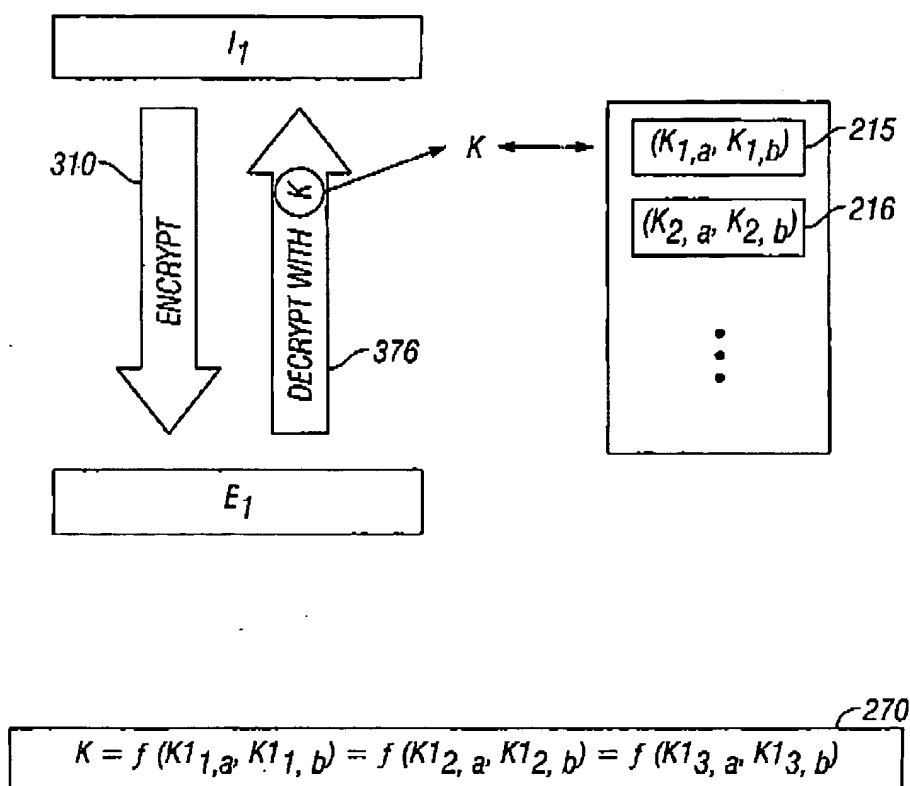 I1
310
ENCRYPT
DECRYPT WITH K
376
K
(K1,a, K1,b)
215
(K2, a, K2, b)
216
E1
270
K = f (K11,a, K11, b) = f (K12, a, K12, b) = f (K13, a, K13, b)